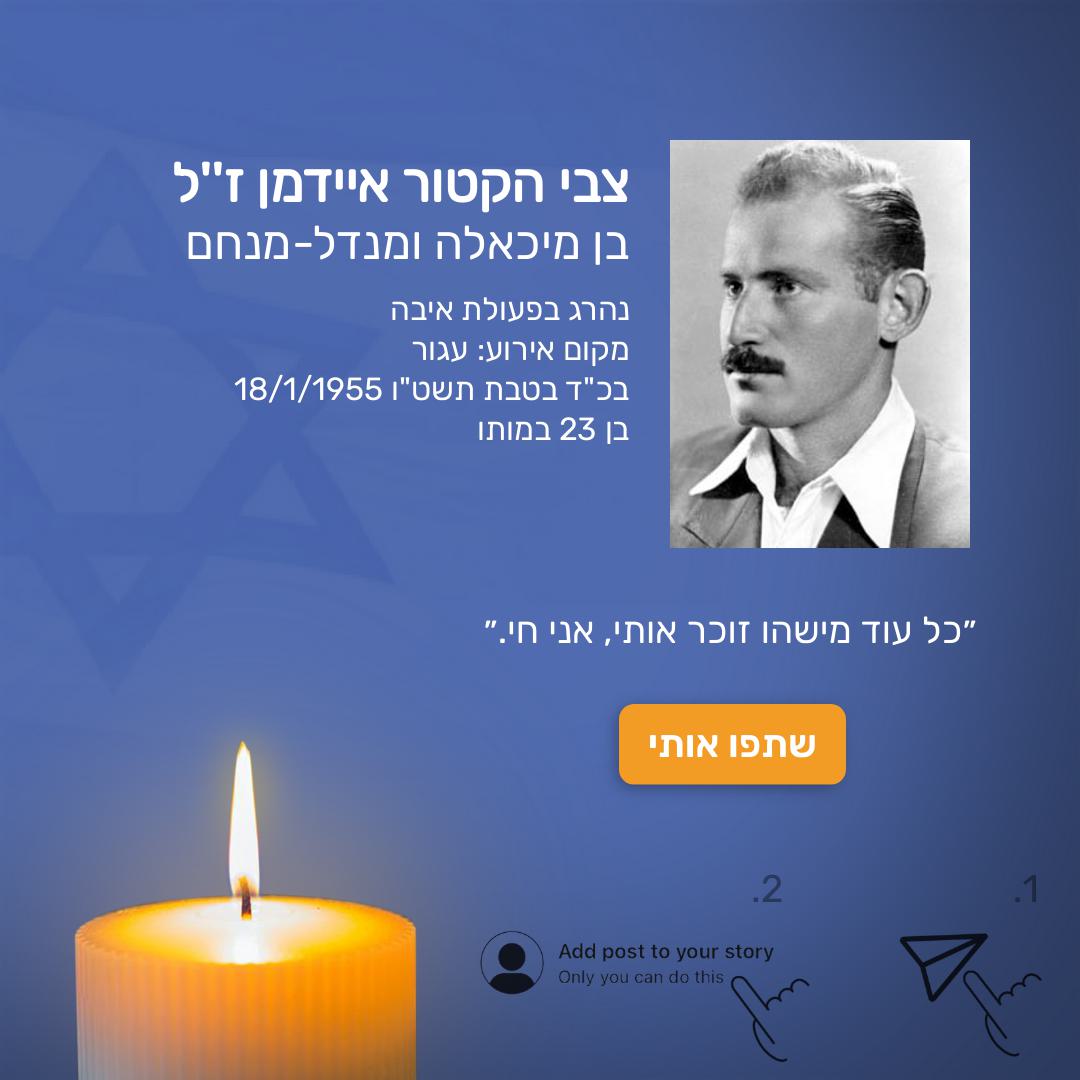 צבי הקטור איידמן ז"ל
בן מיכאלה ומנדל-מנחם
נהרג בפעולת איבה
מקום אירוע: עגור
בכ"ד בטבת תשט"ו 18/1/1955
בן 23 במותו
״כל עוד מישהו זוכר אותי, אני חי.״
שתפו אותי
.1
.2
Add post to your story
Only you can do this